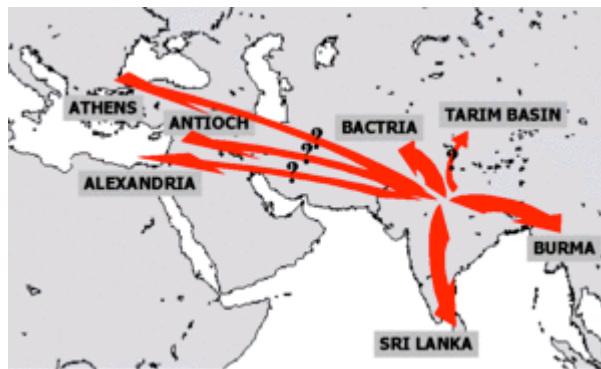 ATHENS
ANTIOCH
BACTRIA
TARIM BASIN
ALEXANDRIA
?
?
?
?
BURMA
SRI LANKA